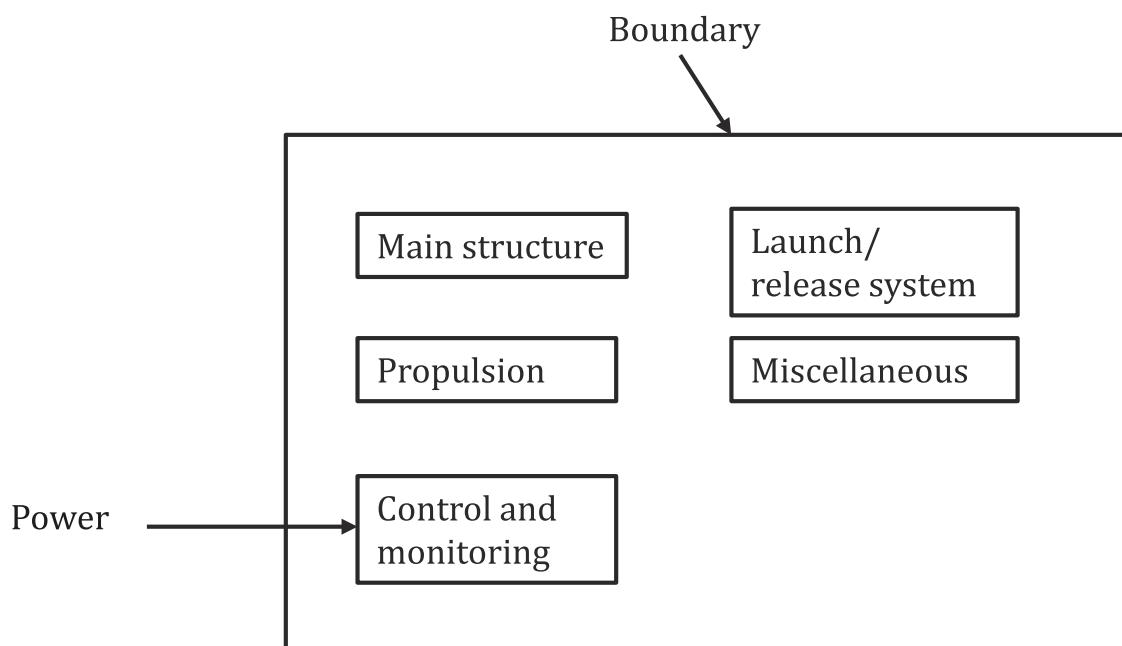 Boundary
Main structure
Launch/
release system
Propulsion
Miscellaneous
Power
Control and
monitoring